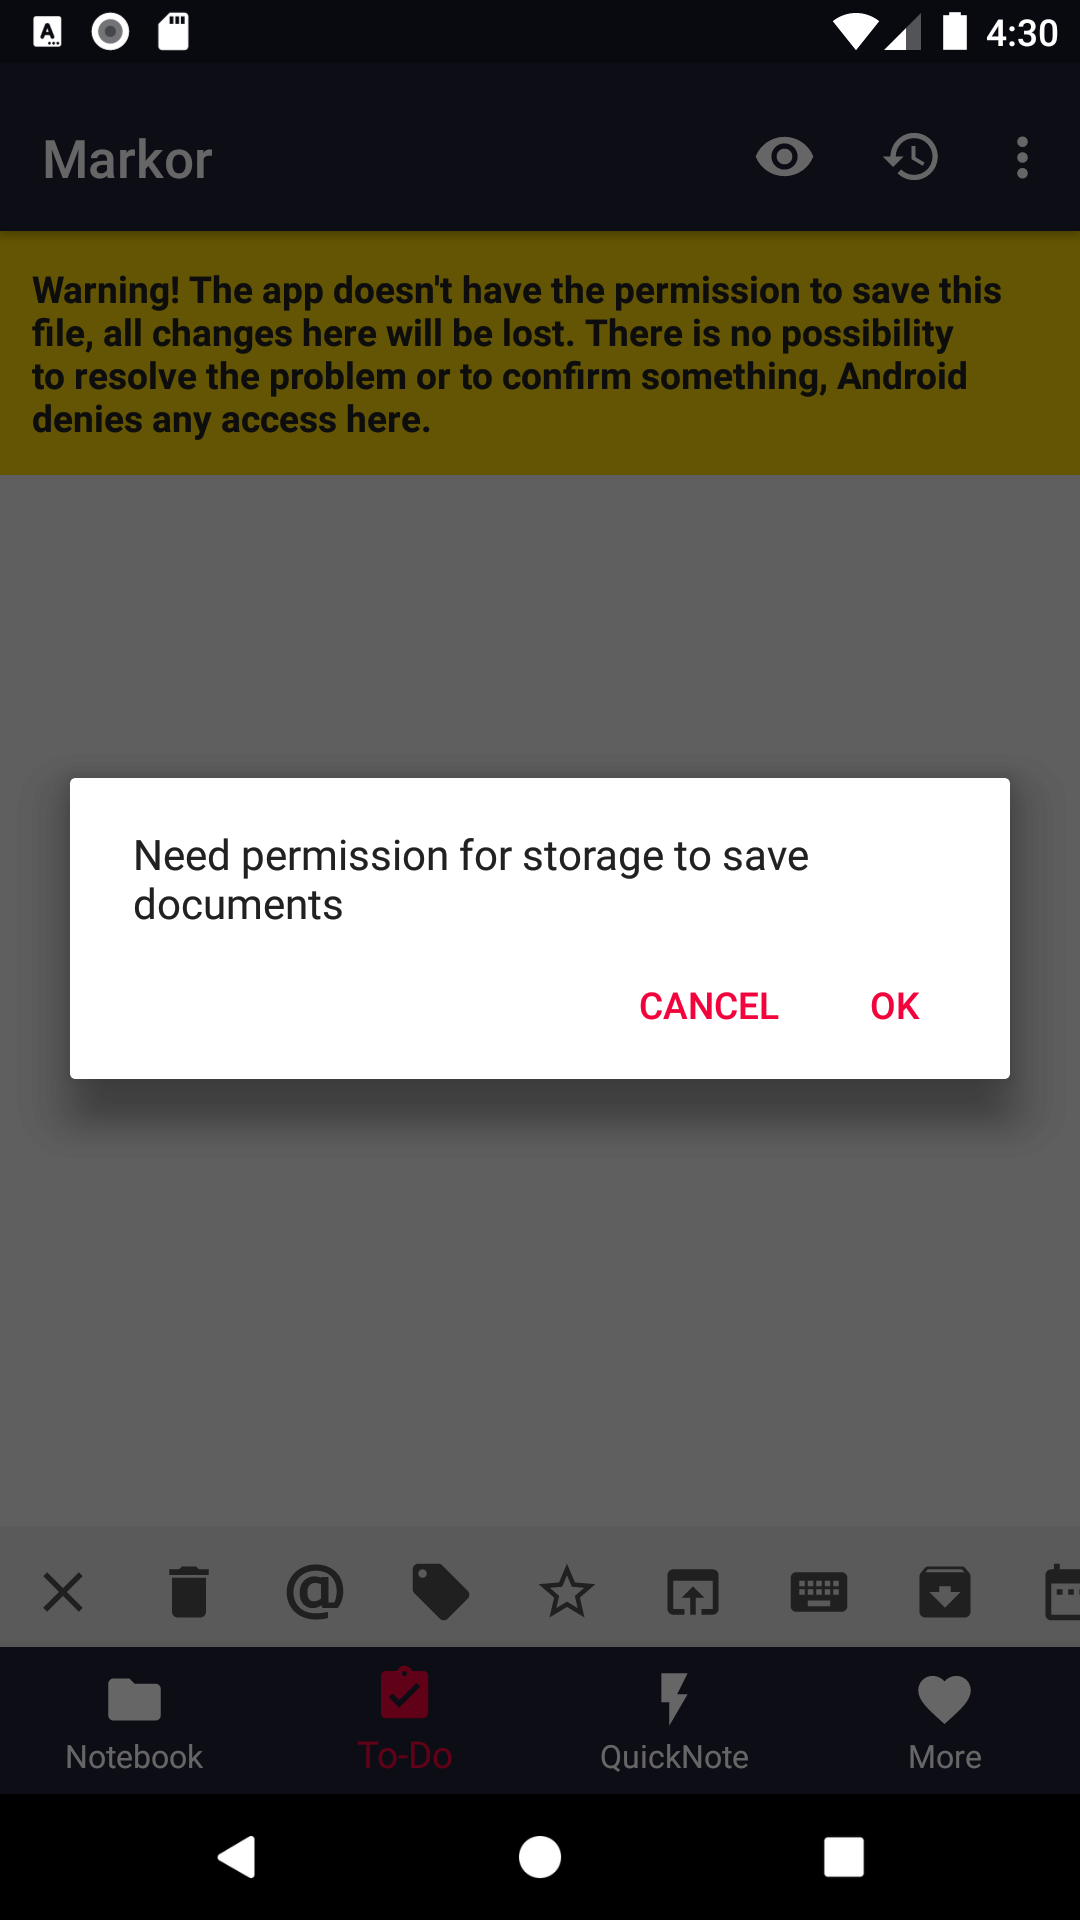 4:30
Markor
Warning! The app doesn't have the permission to save this
file, all changes here will be lost. There is no possibility
to resolve the problem or to confirm something, Android
denies any access here.
Need permission for storage to save
documents
CANCEL OK
Notebook To-Do QuickNote More